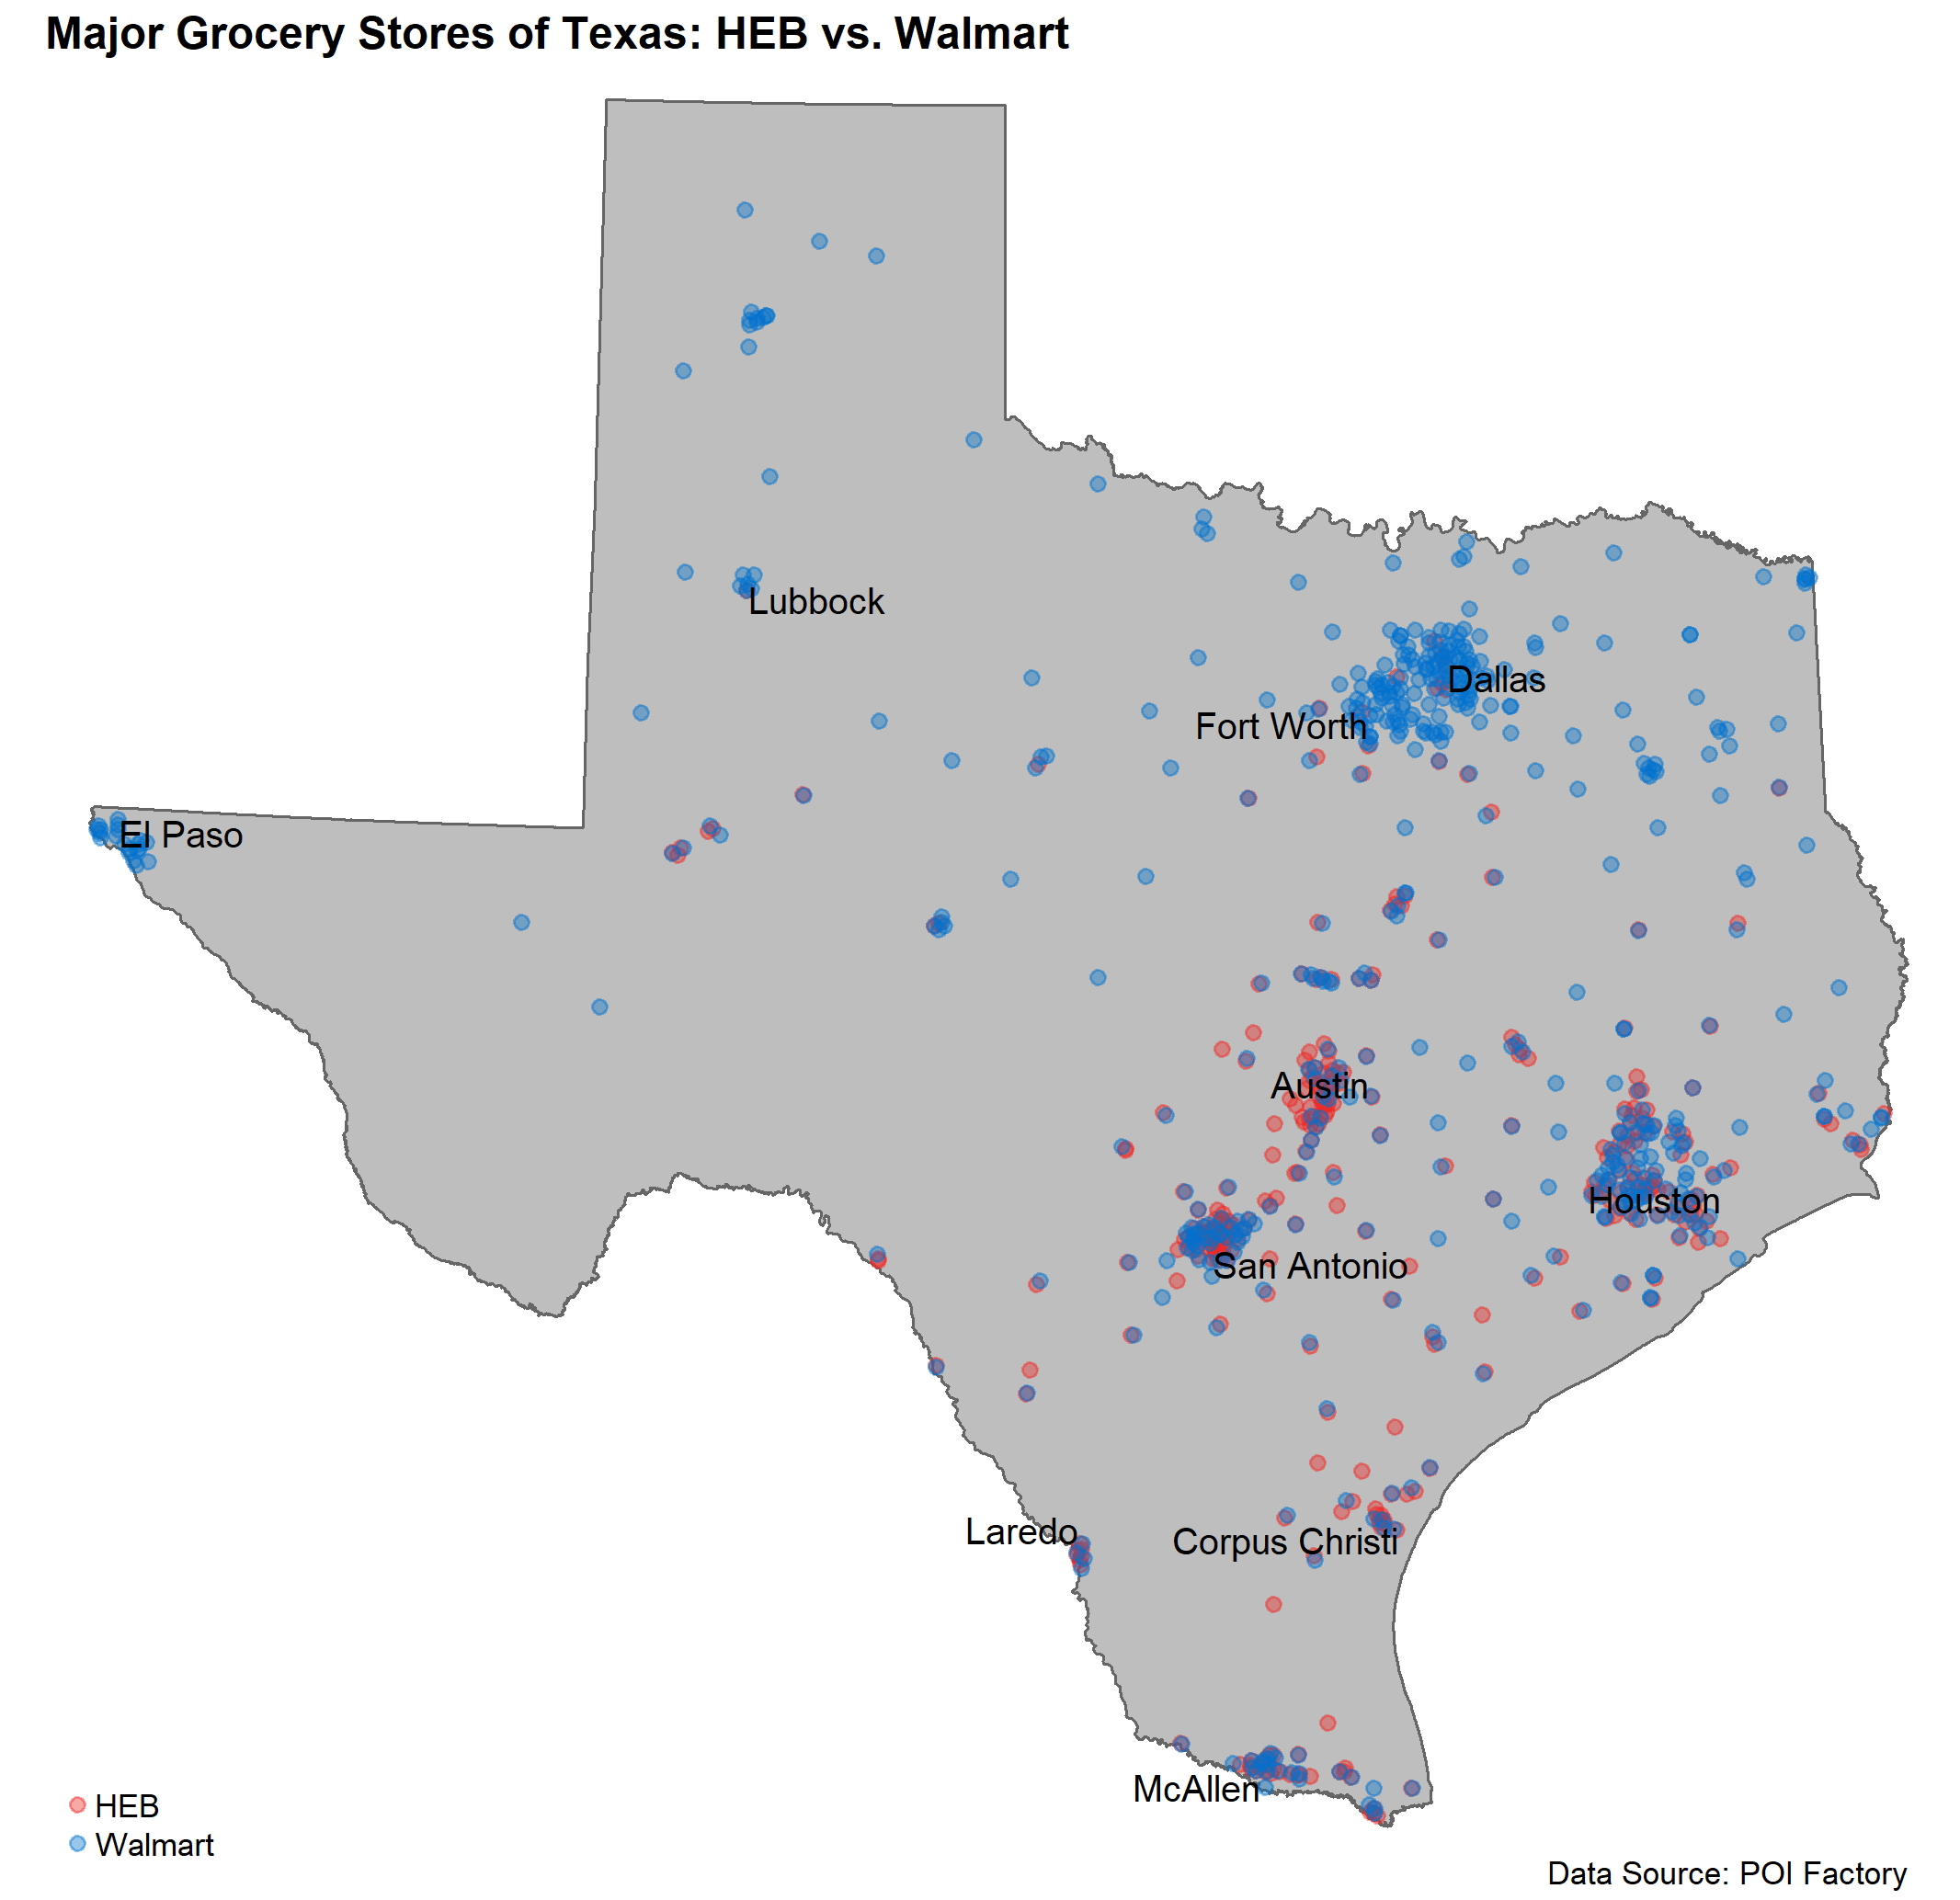 Major Grocery Stores of Texas: HEB vs. Walmart
Lubbock
Dallas
Fort Worth
El Paso
Austin
Houston
San Antonio
Laredo
Corpus Christi
McAllen
HEB
Walmart
Data Source: POI Factory